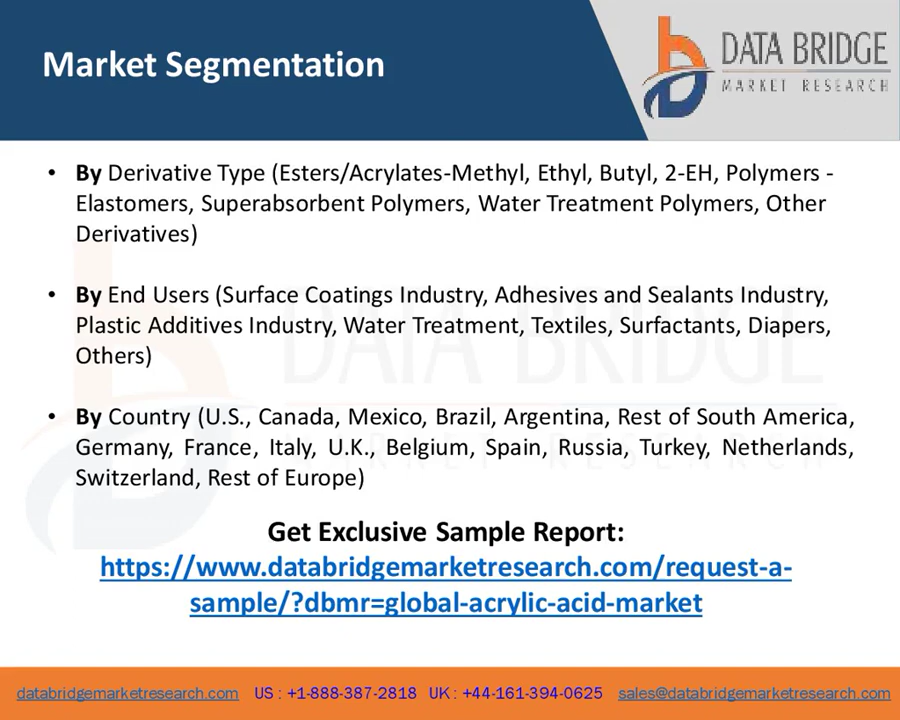 Market Segmentation
DATA BRIDGE
MARKET RESEARCH
• By Derivative Type (Esters/Acrylates-Methyl, Ethyl, Butyl, 2-EH, Polymers -
Elastomers, Superabsorbent Polymers, Water Treatment Polymers, Other
Derivatives)
• By End Users (Surface Coatings Industry, Adhesives and Sealants Industry,
Plastic Additives Industry, Water Treatment, Textiles, Surfactants, Diapers,
Others)
• By Country (U.S., Canada, Mexico, Brazil, Argentina, Rest of South America,
Germany, France, Italy, U.K., Belgium, Spain, Russia, Turkey, Netherlands,
Switzerland, Rest of Europe)
DATA BRIDGE
MARKET RESEARCH
Get Exclusive Sample Report:
https://www.databridgemarketresearch.com/request-a-
sample/?dbmr=global-acrylic-acid-market
databridgemarketresearch.com US : +1-888-387-2818 UK : +44-161-394-0625 sales@databridgemarketresearch.com